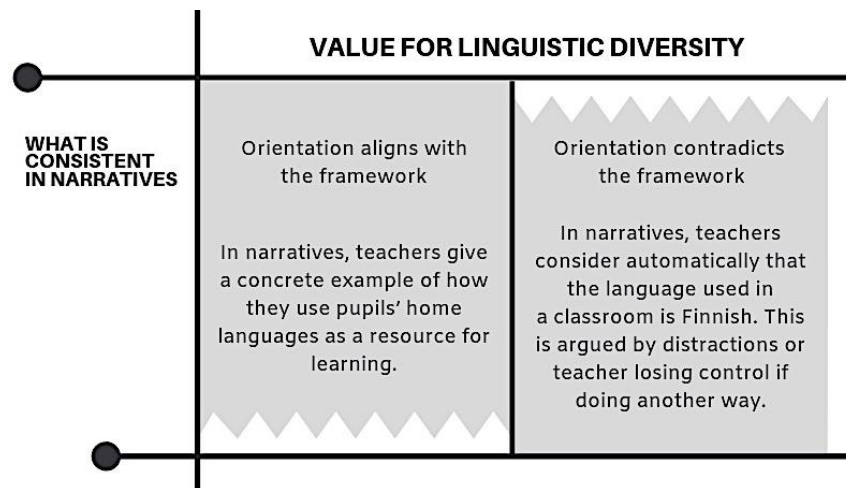 VALUE FOR LINGUISTIC DIVERSITY
WHAT IS
CONSISTENT
IN NARRATIVES
Orientation aligns with
the framework
In narratives, teachers give
a concrete example of how
they use pupils’ home
languages as a resource for
learning.
Orientation contradicts
the framework
In narratives, teachers
consider automatically that
the language used in
a classroom is Finnish. This
is argued by distractions or
teacher losing control if
doing another way.